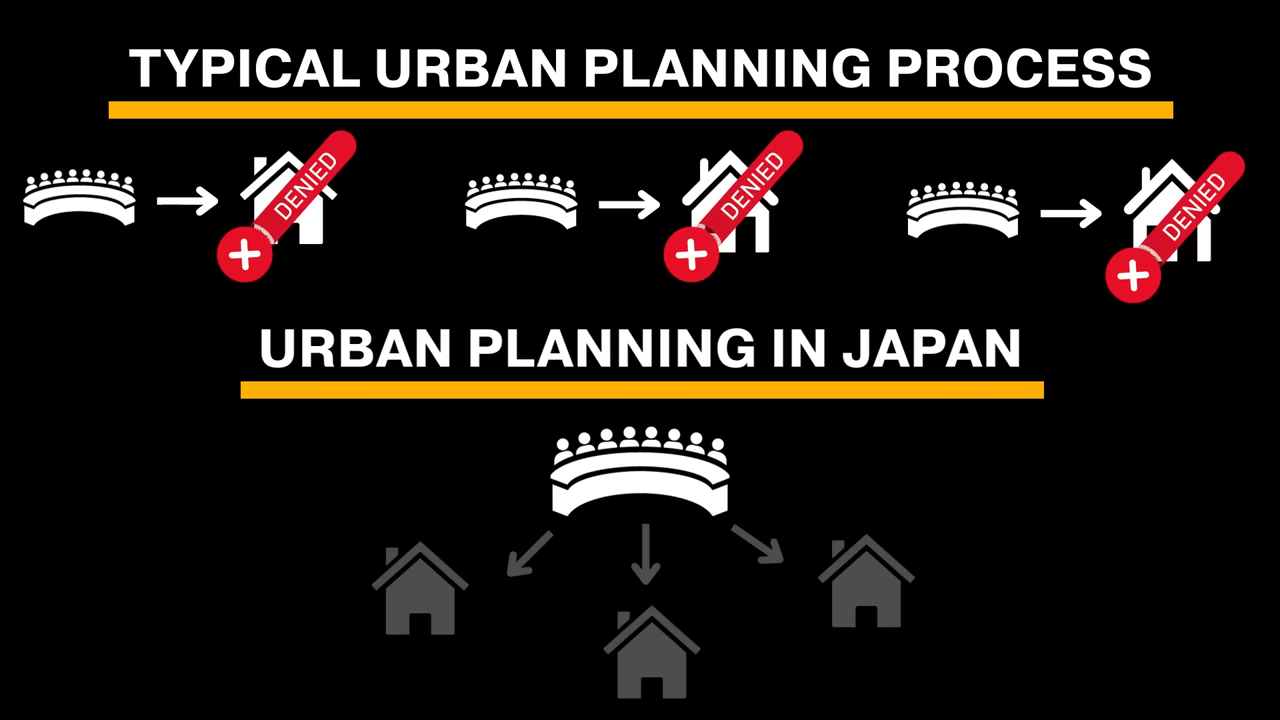 TYPICAL URBAN PLANNING PROCESS
DENIED
DENIED
DENIED
URBAN PLANNING IN JAPAN